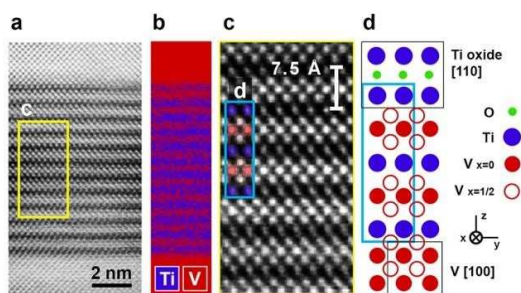 a
b
c
d
c
2 nm
Ti V
7.5 Å
d
Ti oxide
[110]
O
Ti
V x=0
V x=1/2
z
x y
V [100]